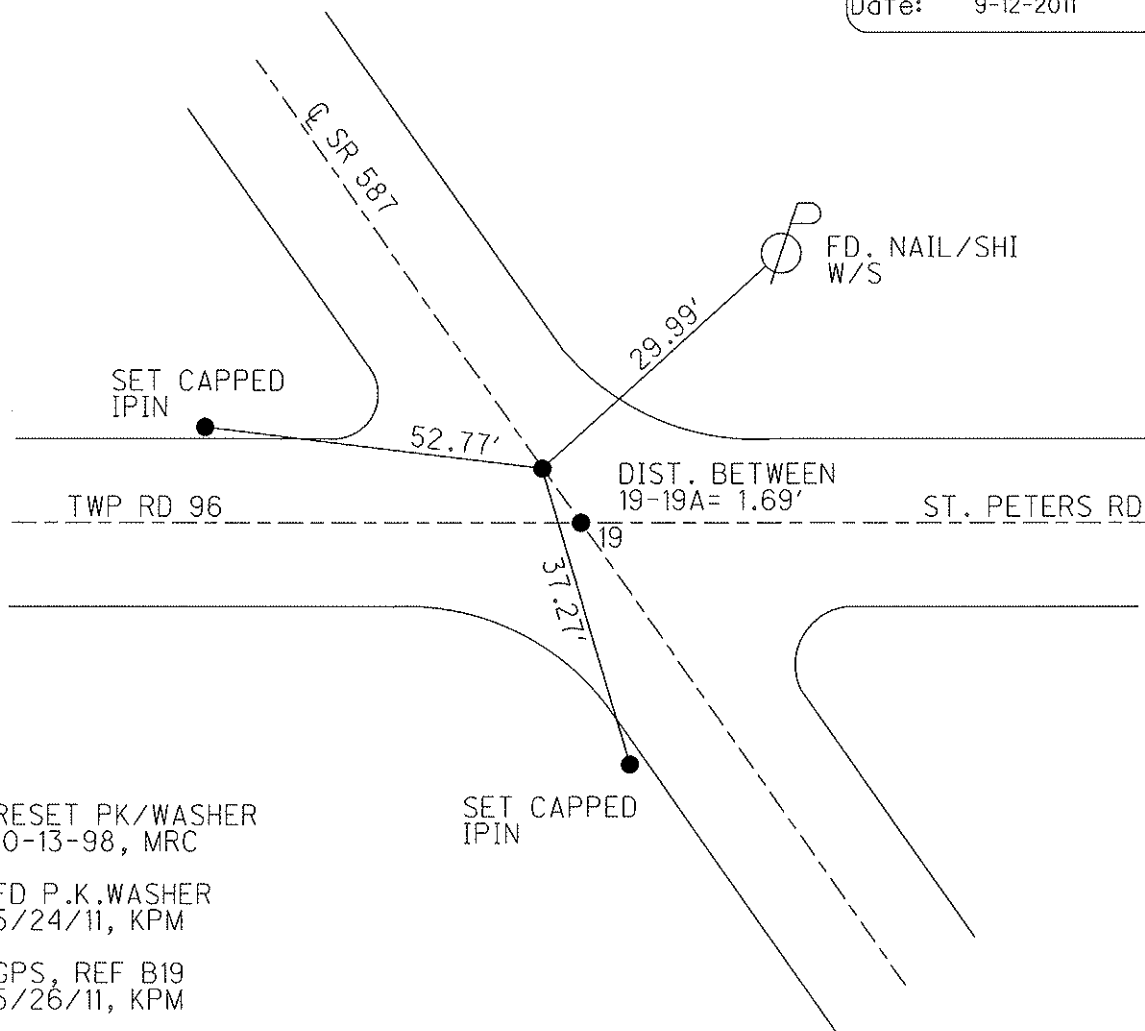 Date: 9-12-2011
℄ SR 587
FD. NAIL/SHI
W/S
29.99'
SET CAPPED
IPIN
52.77'
DIST. BETWEEN
19-19A= 1.69'
TWP RD 96
ST. PETERS RD
19
37.27'
SET CAPPED
IPIN
RESET PK/WASHER
0-13-98, MRC
FD P.K.WASHER
5/24/11, KPM
GPS, REF B19
5/26/11, KPM